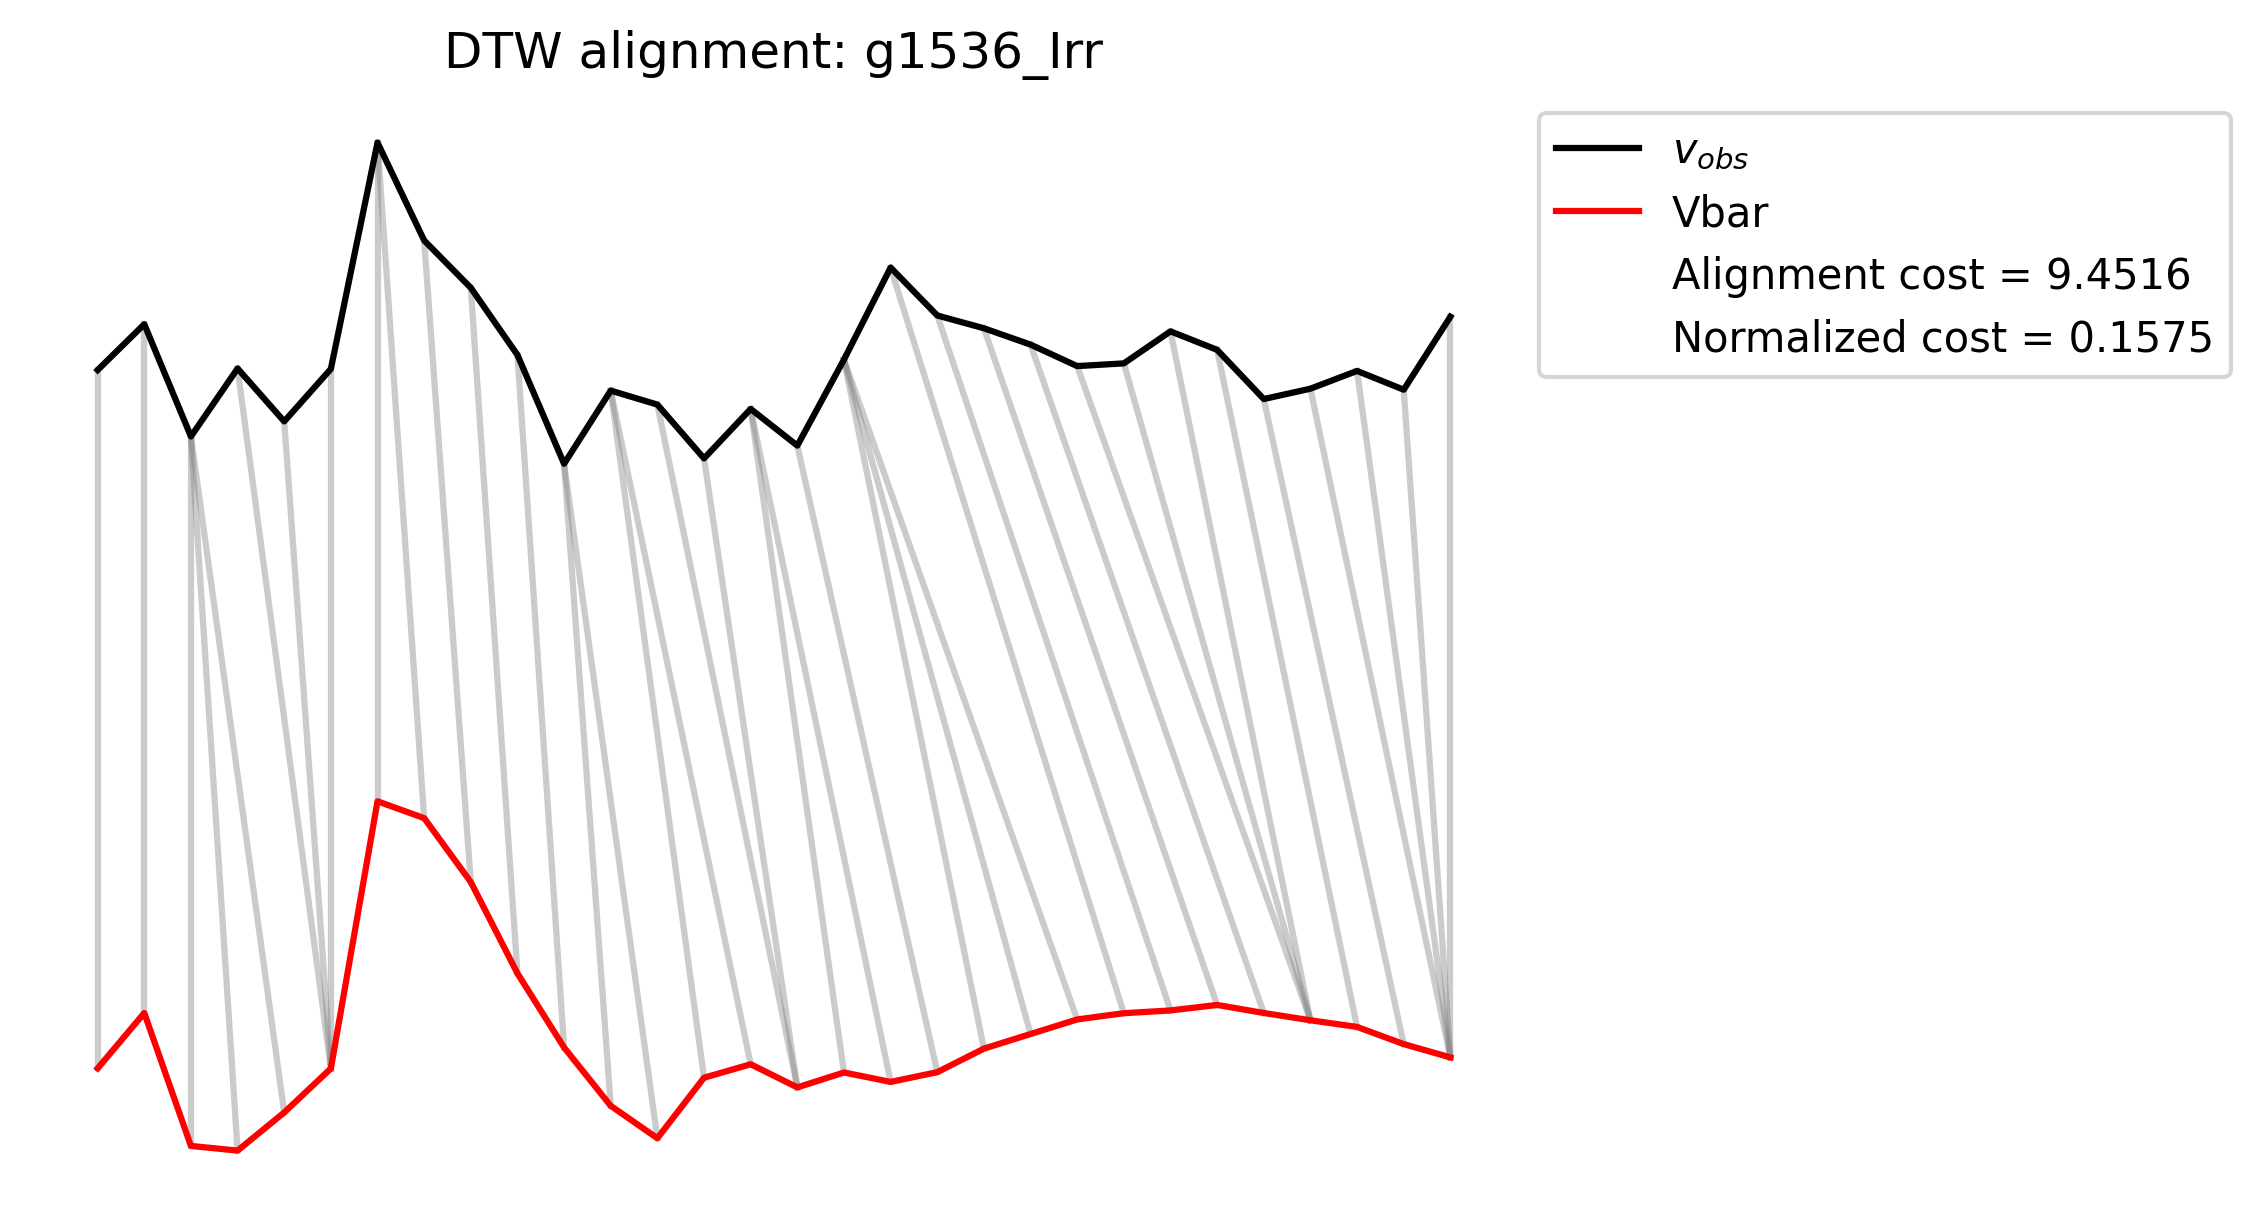 DTW alignment: g1536_Irr
v_obs
Vbar
Alignment cost = 9.4516
Normalized cost = 0.1575